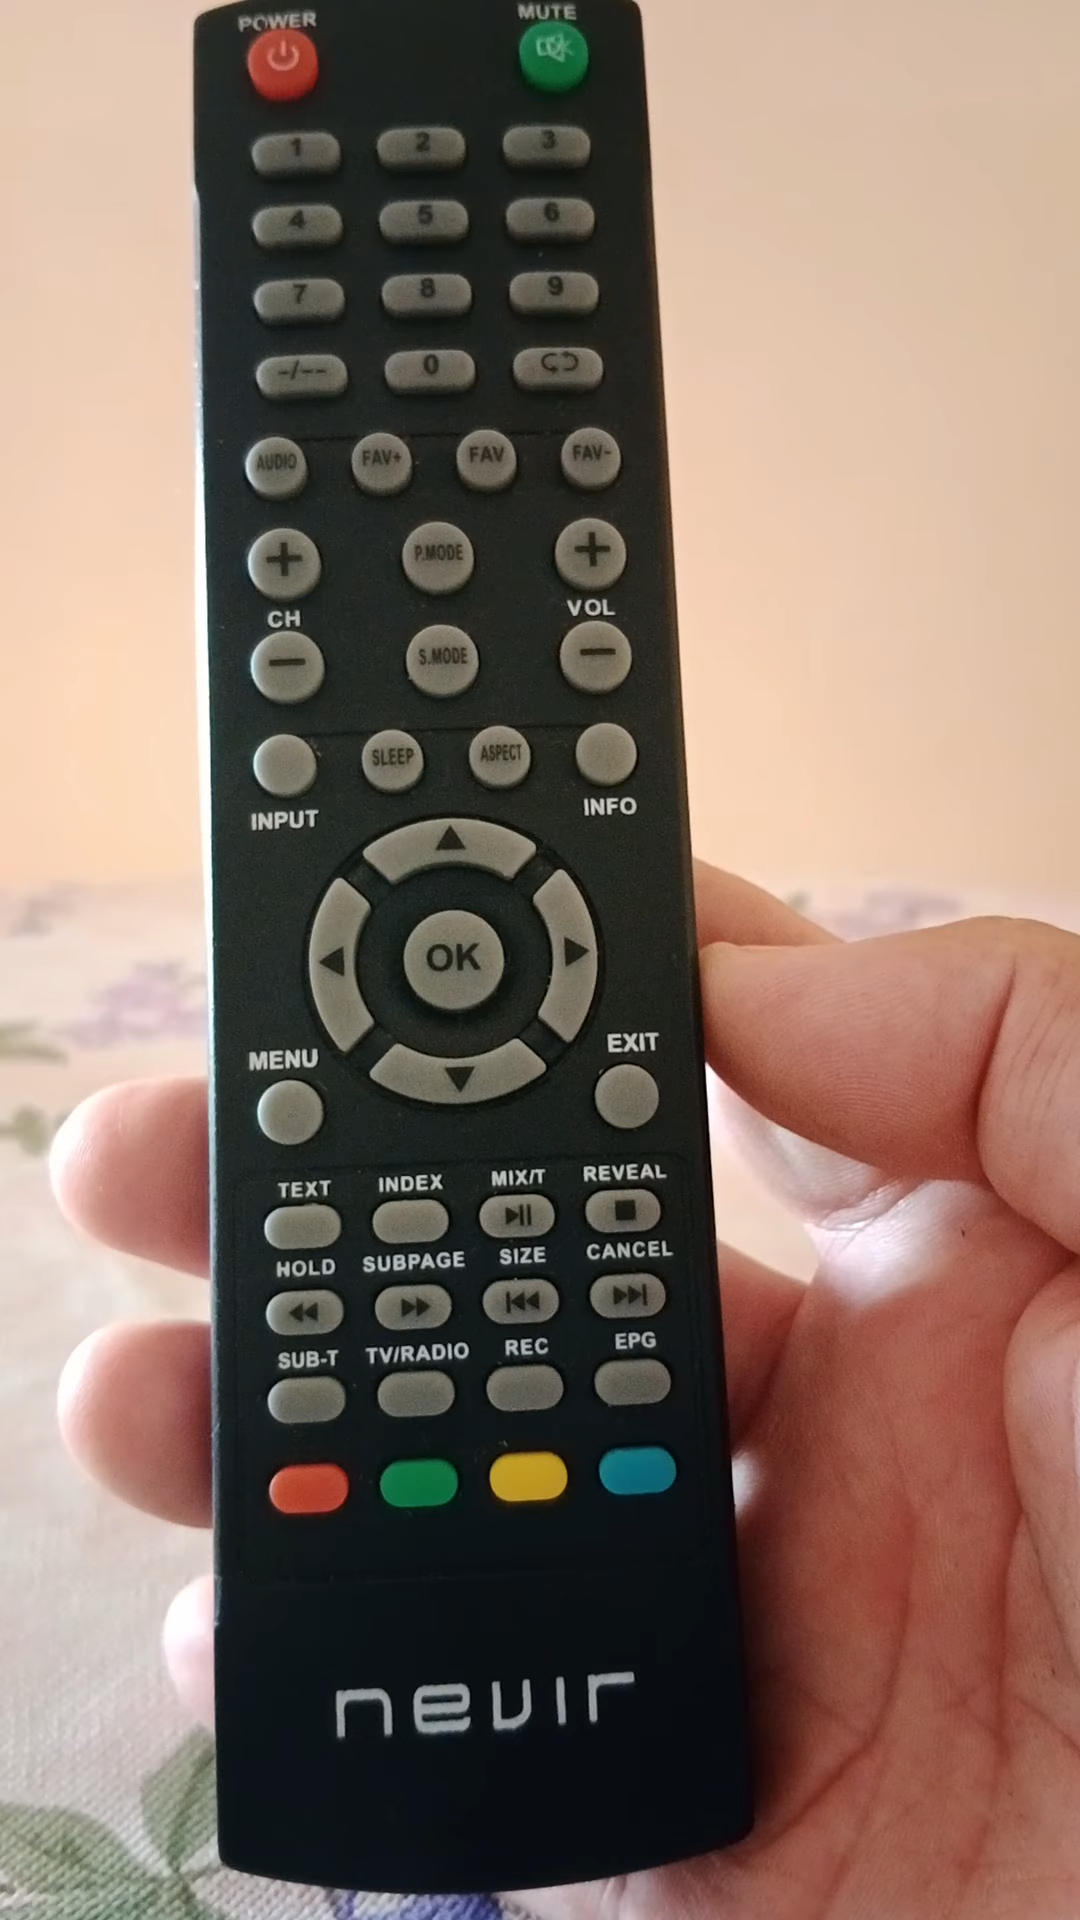 POWER MUTE
1 2 3
4 5 6
7 8 9
-/-- 0
AUDIO FAV+ FAV FAV-
+ P.MODE +
CH VOL
− S.MODE −
SLEEP ASPECT
INPUT INFO
OK
MENU EXIT
TEXT INDEX MIX/T REVEAL
HOLD SUBPAGE SIZE CANCEL
SUB-T TV/RADIO REC EPG
nevir